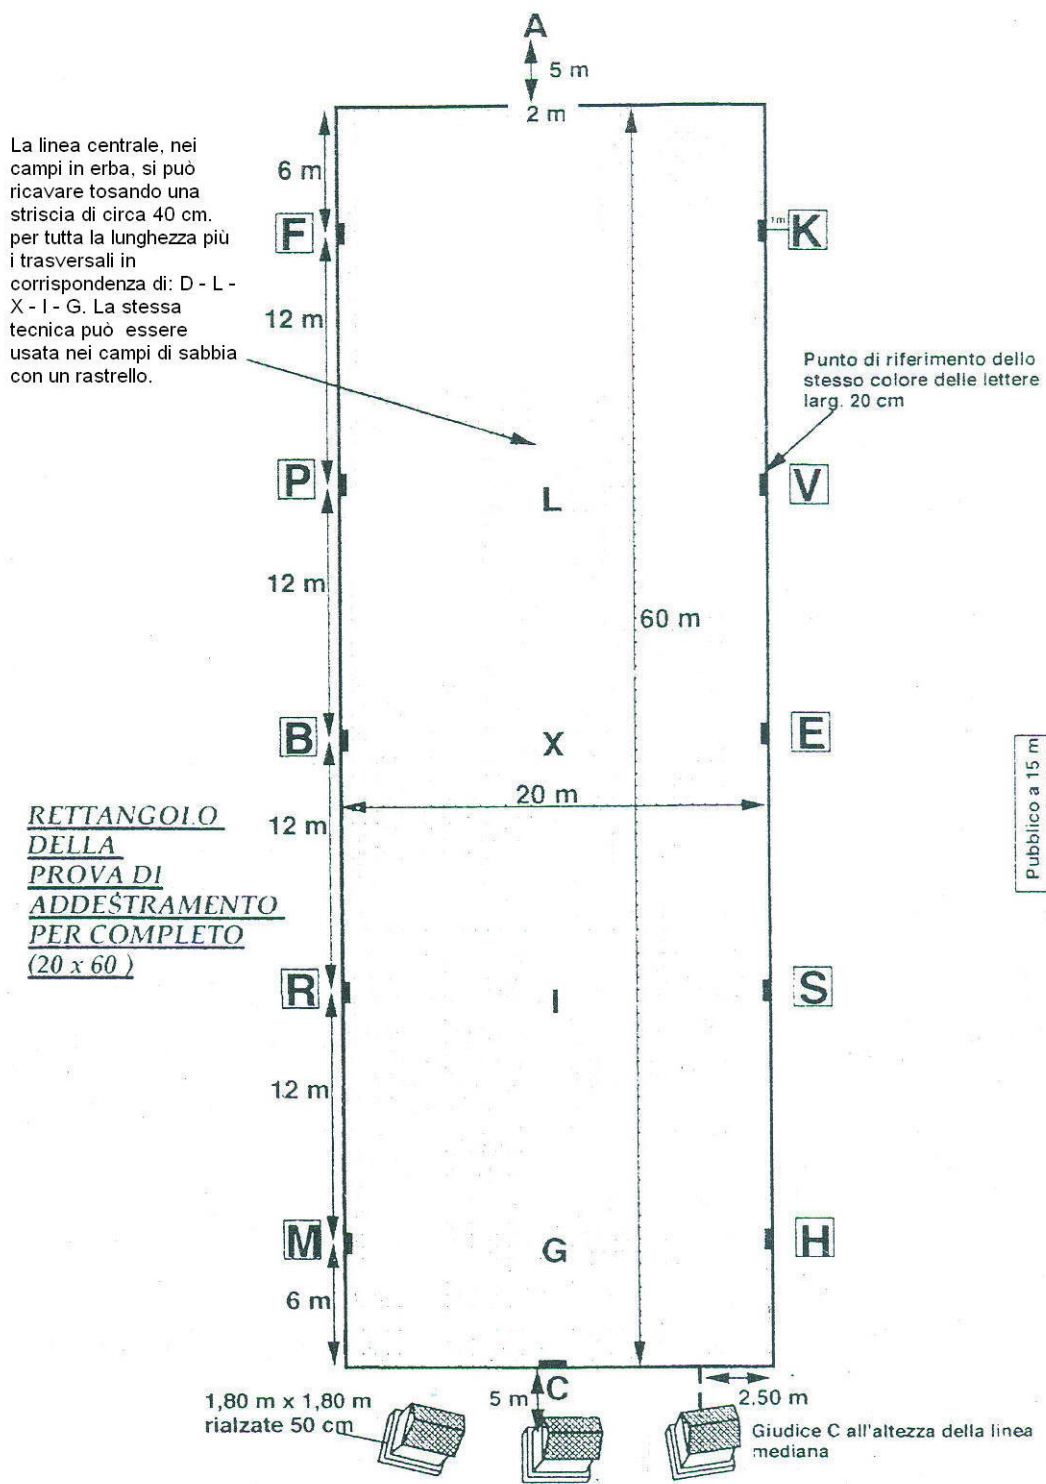 A
5 m
2 m
La linea centrale, nei
campi in erba, si può
ricavare tosando una
striscia di circa 40 cm.
per tutta la lunghezza più
i trasversali in
corrispondenza di: D - L -
X - I - G. La stessa
tecnica può essere
usata nei campi di sabbia
con un rastrello.
6 m
F
1m
K
12 m
Punto di riferimento dello
stesso colore delle lettere
larg. 20 cm
P
L
V
12 m
60 m
B
X
E
20 m
12 m
Pubblico a 15 m
RETTANGOLO
DELLA
PROVA DI
ADDESTRAMENTO
PER COMPLETO
(20 x 60 )
R
I
S
12 m
M
G
H
6 m
C
5 m
2.50 m
1,80 m x 1,80 m
rialzate 50 cm
Giudice C all'altezza della linea
mediana